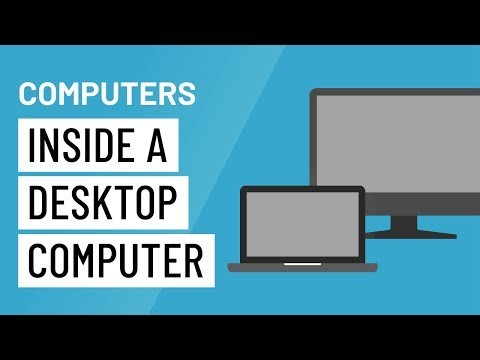 COMPUTERS
INSIDE A
DESKTOP
COMPUTER